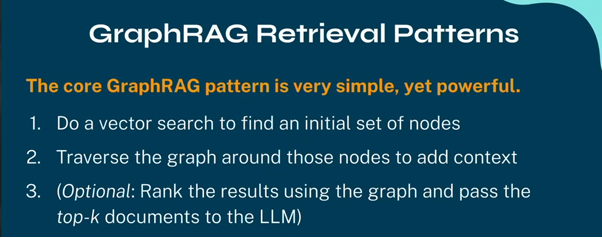 GraphRAG Retrieval Patterns
The core GraphRAG pattern is very simple, yet powerful.
1. Do a vector search to find an initial set of nodes
2. Traverse the graph around those nodes to add context
3. (Optional: Rank the results using the graph and pass the
top-k documents to the LLM)